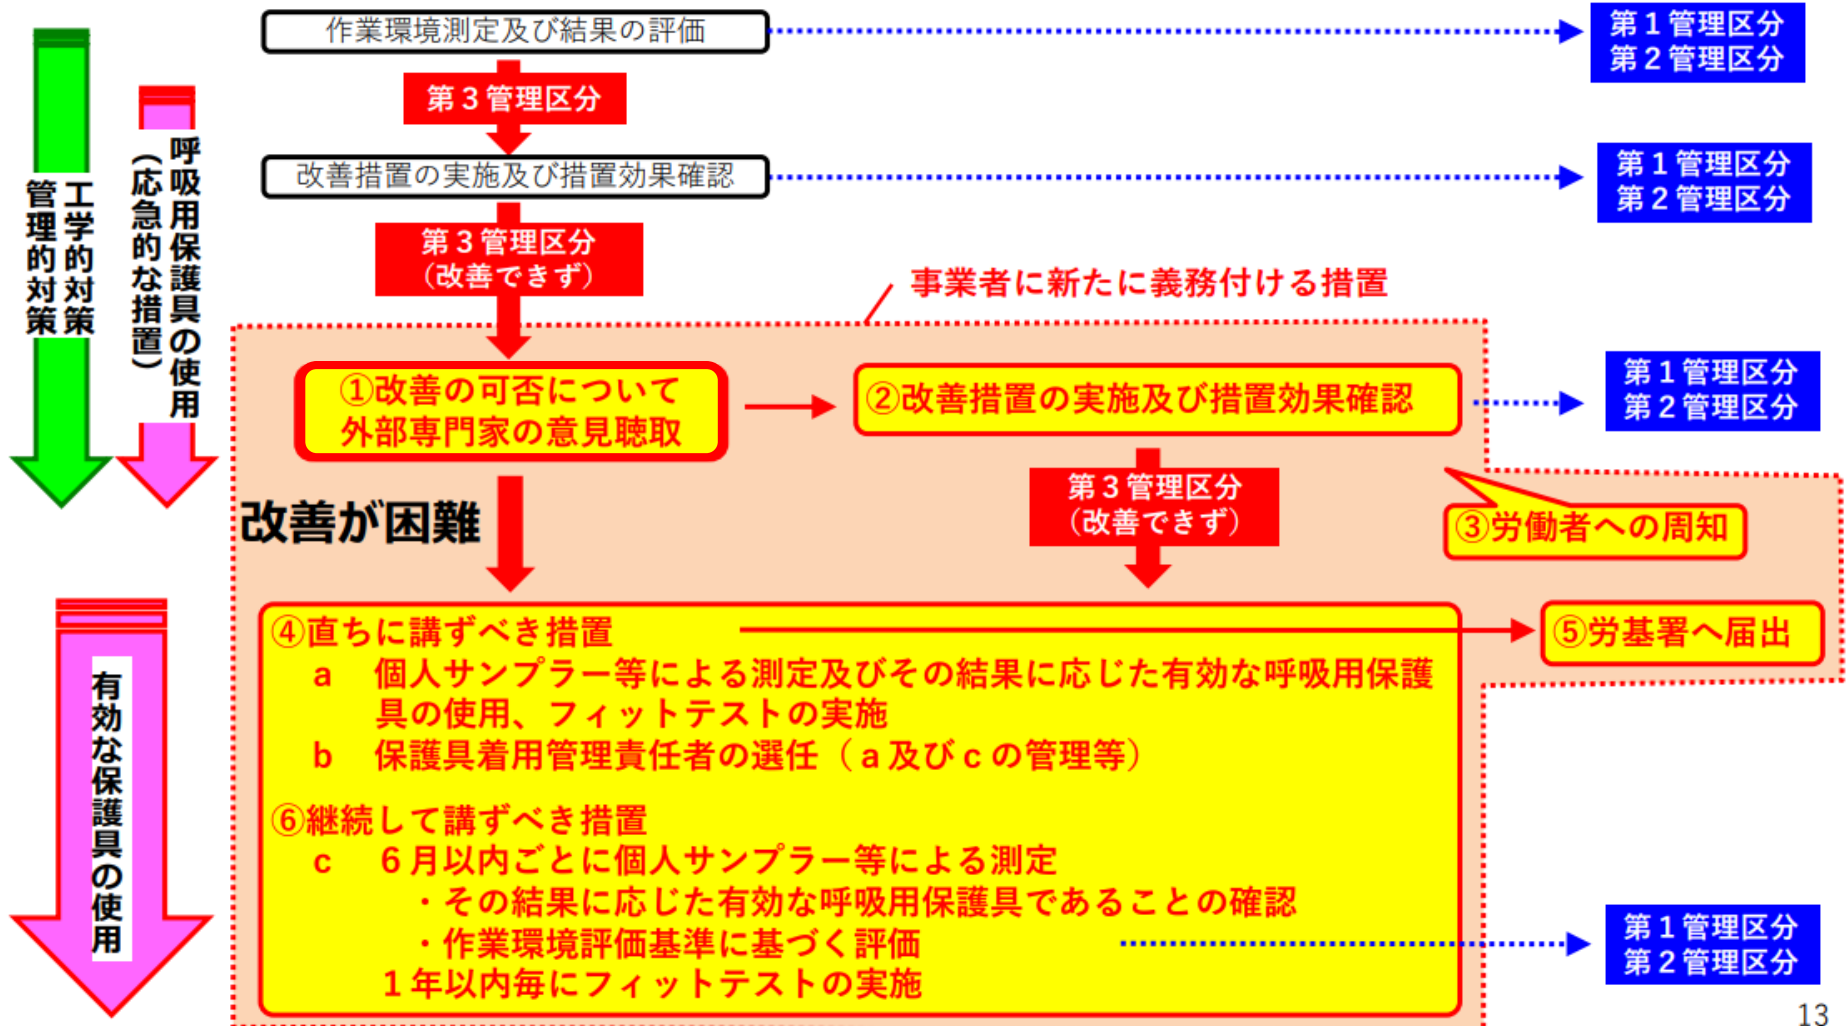 作業環境測定及び結果の評価
第１管理区分
第２管理区分
第３管理区分
改善措置の実施及び措置効果確認
第１管理区分
第２管理区分
工学的対策
管理的対策
呼吸用保護具の使用
（応急的な措置）
第３管理区分
（改善できず）
事業者に新たに義務付ける措置
①改善の可否について
外部専門家の意見聴取
②改善措置の実施及び措置効果確認
第１管理区分
第２管理区分
改善が困難
第３管理区分
（改善できず）
③労働者への周知
④直ちに講ずべき措置
⑤労基署へ届出
a 個人サンプラー等による測定及びその結果に応じた有効な呼吸用保護
具の使用、フィットテストの実施
b 保護具着用管理責任者の選任（a及びcの管理等）
⑥継続して講ずべき措置
c ６月以内ごとに個人サンプラー等による測定
・その結果に応じた有効な呼吸用保護具であることの確認
・作業環境評価基準に基づく評価
１年以内毎にフィットテストの実施
有効な保護具の使用
第１管理区分
第２管理区分
13